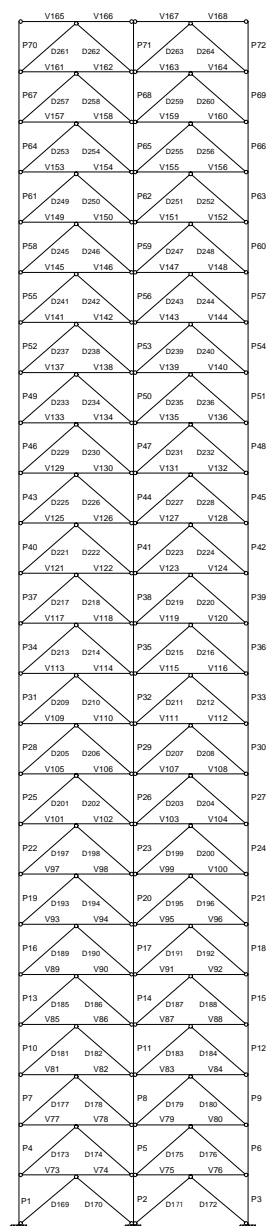 V165 V166 V167 V168
P70 D261 D262 P71 D263 D264 P72
V161 V162 V163 V164
P67 D257 D258 P68 D259 D260 P69
V157 V158 V159 V160
P64 D253 D254 P65 D255 D256 P66
V153 V154 V155 V156
P61 D249 D250 P62 D251 D252 P63
V149 V150 V151 V152
P58 D245 D246 P59 D247 D248 P60
V145 V146 V147 V148
P55 D241 D242 P56 D243 D244 P57
V141 V142 V143 V144
P52 D237 D238 P53 D239 D240 P54
V137 V138 V139 V140
P49 D233 D234 P50 D235 D236 P51
V133 V134 V135 V136
P46 D229 D230 P47 D231 D232 P48
V129 V130 V131 V132
P43 D225 D226 P44 D227 D228 P45
V125 V126 V127 V128
P40 D221 D222 P41 D223 D224 P42
V121 V122 V123 V124
P37 D217 D218 P38 D219 D220 P39
V117 V118 V119 V120
P34 D213 D214 P35 D215 D216 P36
V113 V114 V115 V116
P31 D209 D210 P32 D211 D212 P33
V109 V110 V111 V112
P28 D205 D206 P29 D207 D208 P30
V105 V106 V107 V108
P25 D201 D202 P26 D203 D204 P27
V101 V102 V103 V104
P22 D197 D198 P23 D199 D200 P24
V97 V98 V99 V100
P19 D193 D194 P20 D195 D196 P21
V93 V94 V95 V96
P16 D189 D190 P17 D191 D192 P18
V89 V90 V91 V92
P13 D185 D186 P14 D187 D188 P15
V85 V86 V87 V88
P10 D181 D182 P11 D183 D184 P12
V81 V82 V83 V84
P7 D177 D178 P8 D179 D180 P9
V77 V78 V79 V80
P4 D173 D174 P5 D175 D176 P6
V73 V74 V75 V76
P1 D169 D170 P2 D171 D172 P3